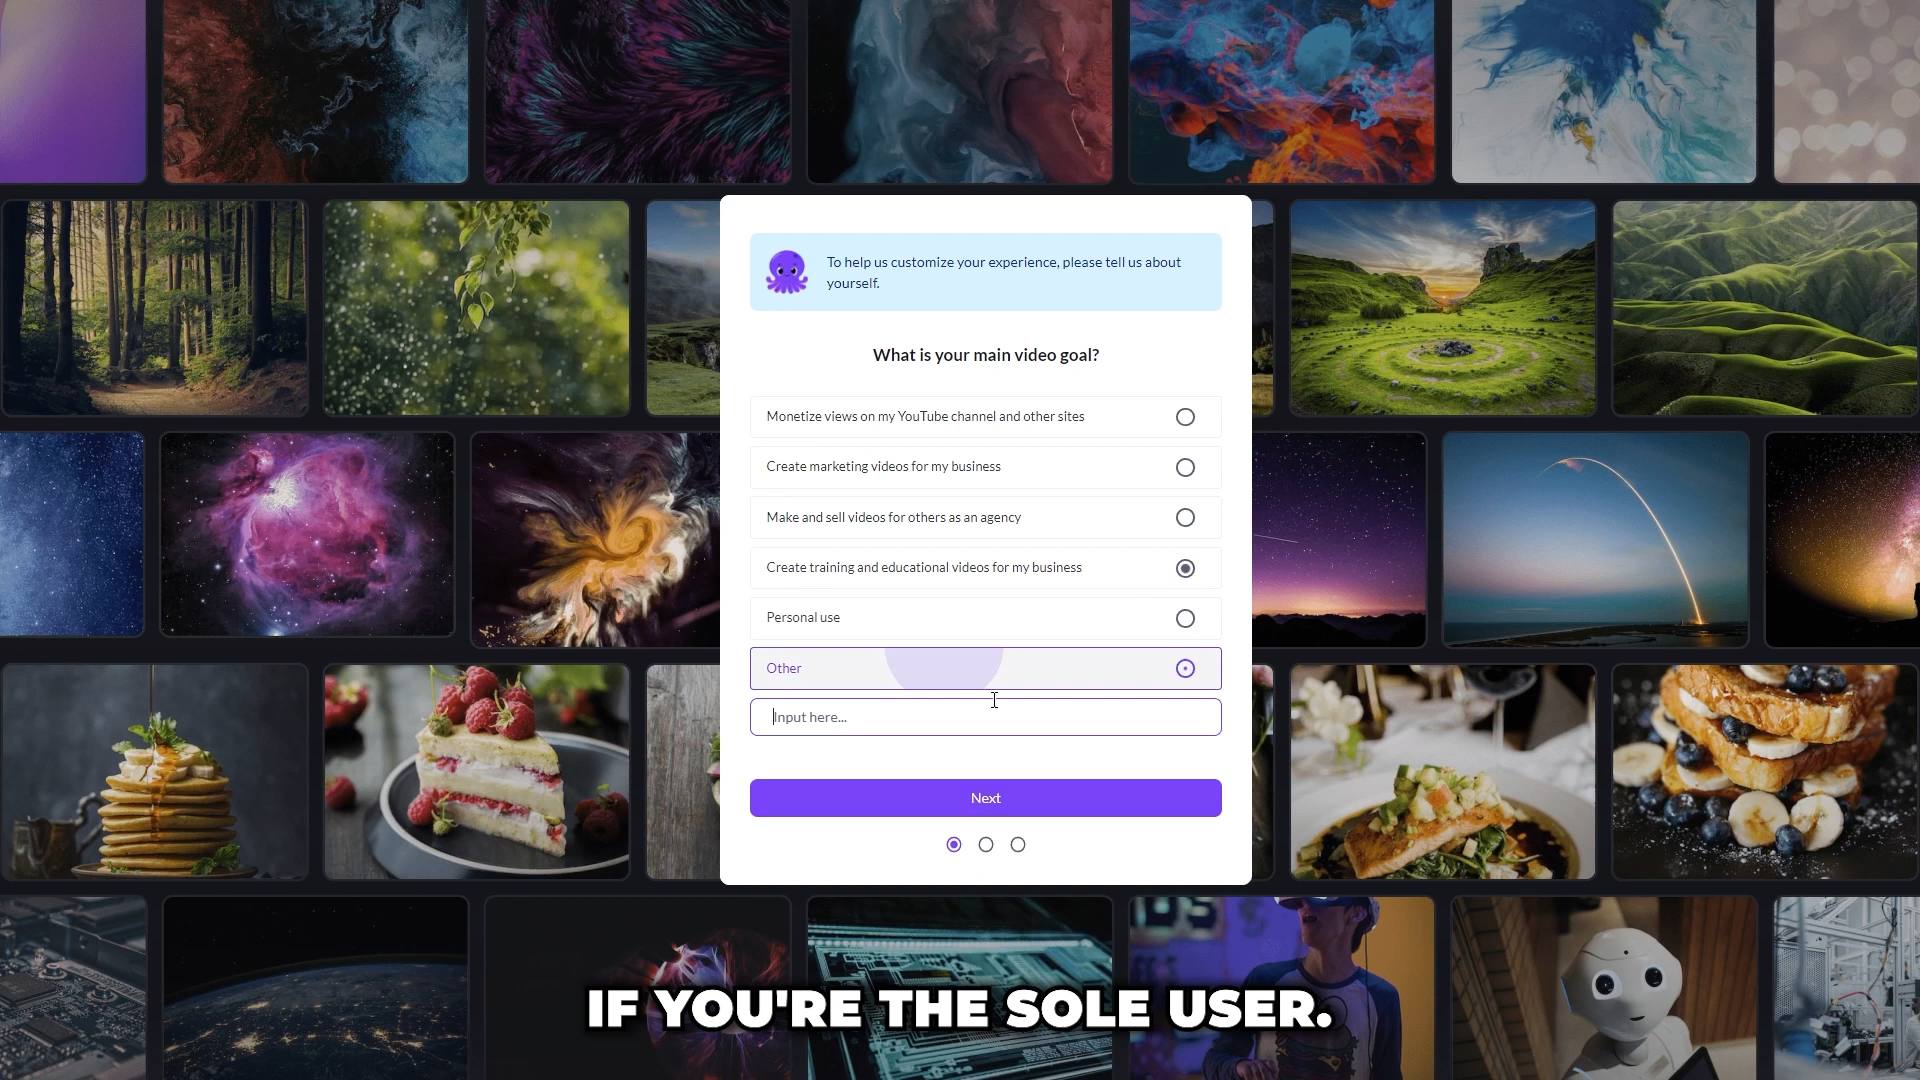 To help us customize your experience, please tell us about
yourself.
What is your main video goal?
Monetize views on my YouTube channel and other sites
Create marketing videos for my business
Make and sell videos for others as an agency
Create training and educational videos for my business
Personal use
Other
Input here...
Next
IF YOU'RE THE SOLE USER.